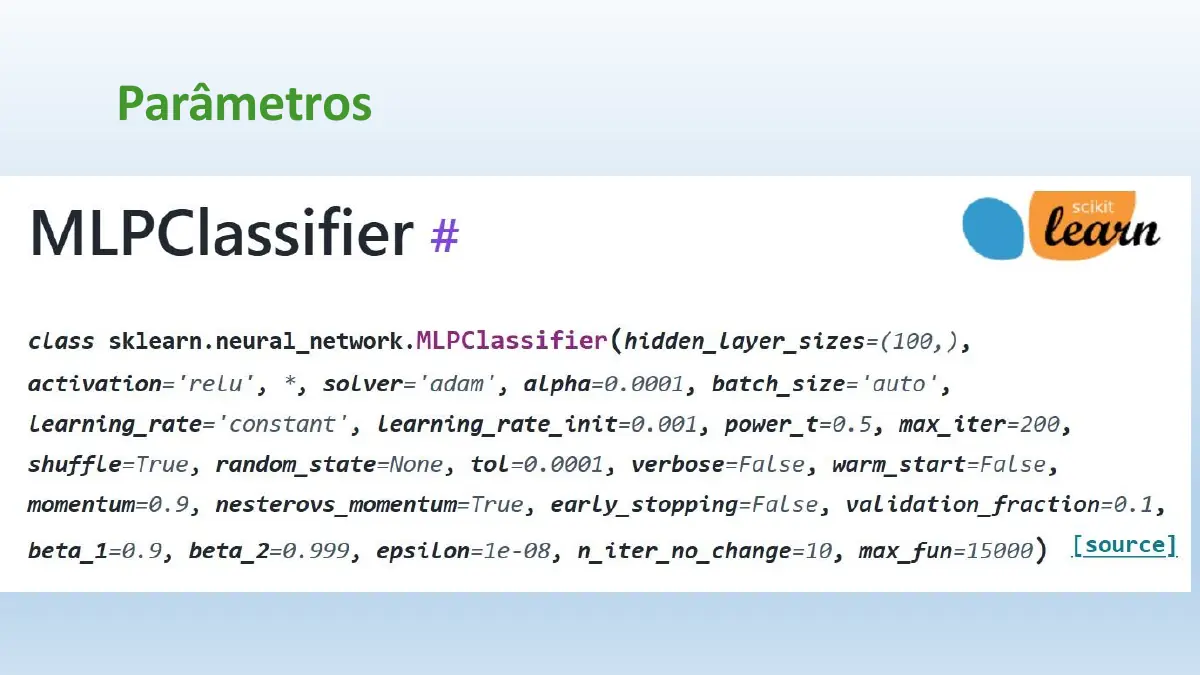 Parâmetros
MLPClassifier #
scikit
learn
class sklearn.neural_network.MLPClassifier(hidden_layer_sizes=(100,),
activation='relu', *, solver='adam', alpha=0.0001, batch_size='auto',
learning_rate='constant', learning_rate_init=0.001, power_t=0.5, max_iter=200,
shuffle=True, random_state=None, tol=0.0001, verbose=False, warm_start=False,
momentum=0.9, nesterovs_momentum=True, early_stopping=False, validation_fraction=0.1,
beta_1=0.9, beta_2=0.999, epsilon=1e-08, n_iter_no_change=10, max_fun=15000) [source]